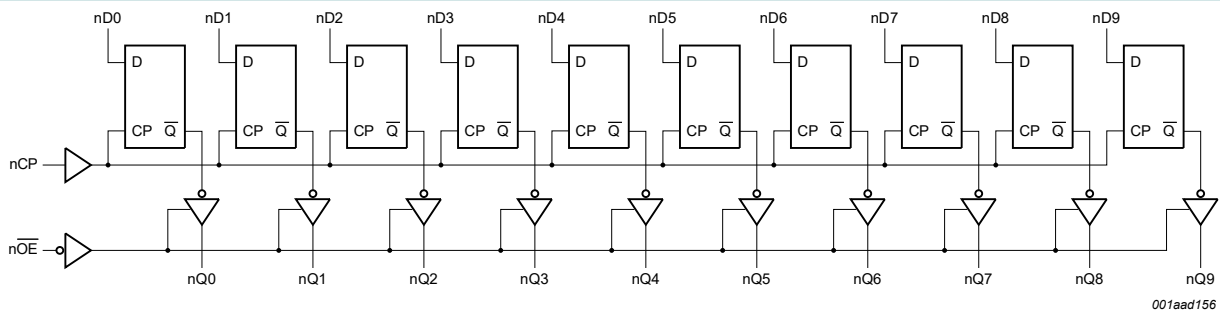 nD0 nD1 nD2 nD3 nD4 nD5 nD6 nD7 nD8 nD9
D D D D D D D D D D
CP Q̅ CP Q̅ CP Q̅ CP Q̅ CP Q̅ CP Q̅ CP Q̅ CP Q̅ CP Q̅ CP Q̅
nCP
nO̅E̅
nQ0 nQ1 nQ2 nQ3 nQ4 nQ5 nQ6 nQ7 nQ8 nQ9
001aad156